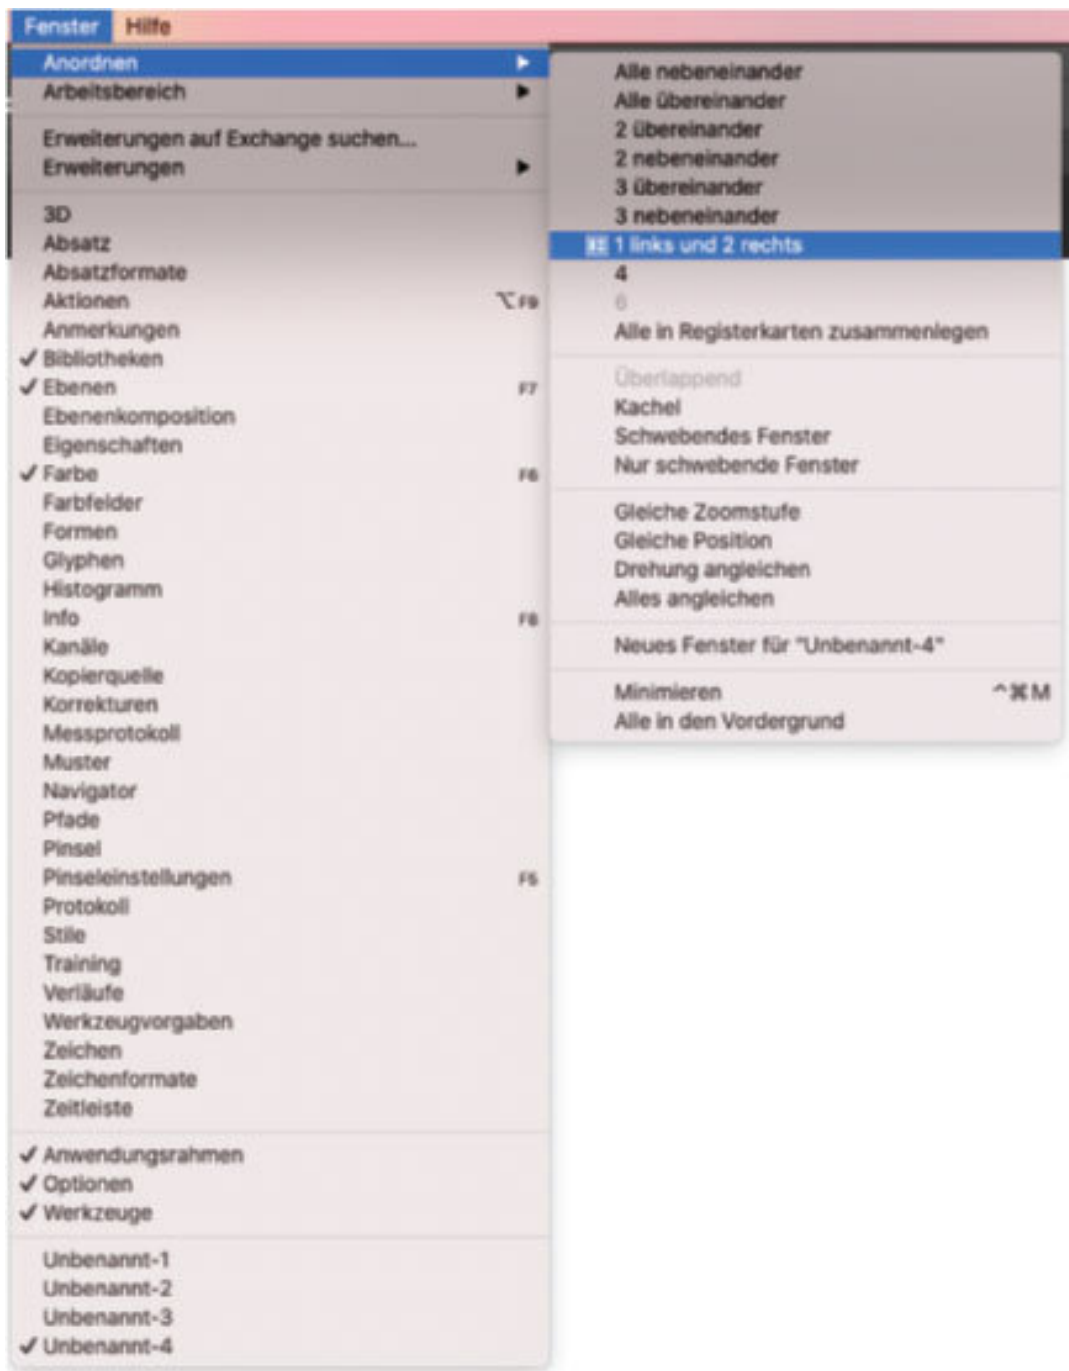 Fenster Hilfe
Anordnen ▶
Arbeitsbereich ▶
Erweiterungen auf Exchange suchen...
Erweiterungen ▶
3D
Absatz
Absatzformate
Aktionen ⌥F9
Anmerkungen
✓ Bibliotheken
✓ Ebenen F7
Ebenenkomposition
Eigenschaften
✓ Farbe F6
Farbfelder
Formen
Glyphen
Histogramm
Info F8
Kanäle
Kopierquelle
Korrekturen
Messprotokoll
Muster
Navigator
Pfade
Pinsel
Pinseleinstellungen F5
Protokoll
Stile
Training
Verläufe
Werkzeugvorgaben
Zeichen
Zeichenformate
Zeitleiste
✓ Anwendungsrahmen
✓ Optionen
✓ Werkzeuge
Unbenannt-1
Unbenannt-2
Unbenannt-3
✓ Unbenannt-4
Alle nebeneinander
Alle übereinander
2 übereinander
2 nebeneinander
3 übereinander
3 nebeneinander
1 links und 2 rechts
4
6
Alle in Registerkarten zusammenlegen
Überlappend
Kachel
Schwebendes Fenster
Nur schwebende Fenster
Gleiche Zoomstufe
Gleiche Position
Drehung angleichen
Alles angleichen
Neues Fenster für "Unbenannt-4"
Minimieren ^⌘M
Alle in den Vordergrund